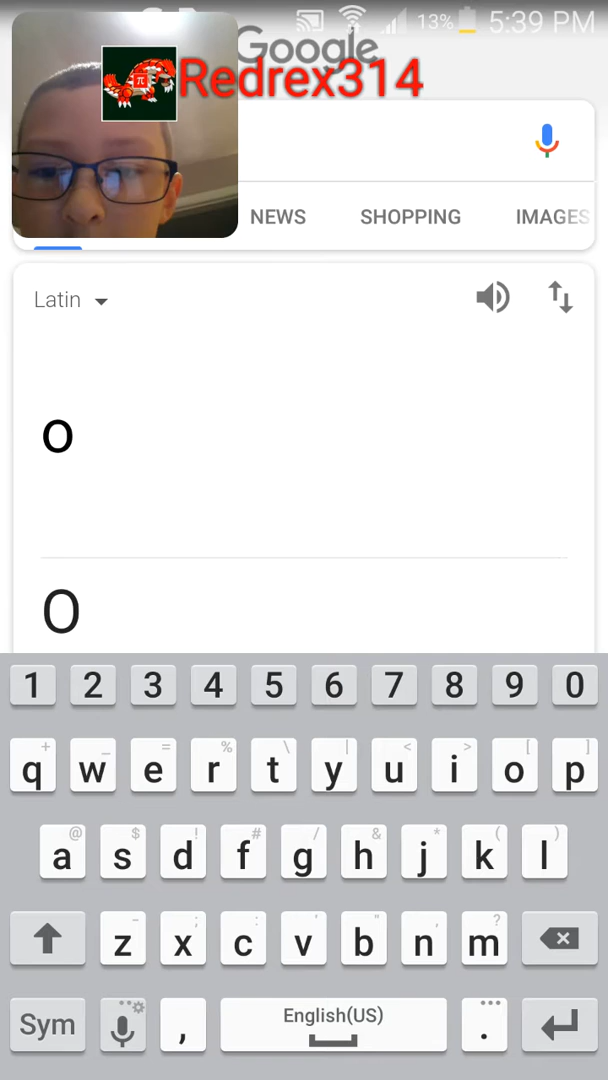 13% 5:39 PM
Google
π
Redrex314
NEWS SHOPPING IMAGES
Latin
o
O
1 2 3 4 5 6 7 8 9 0
+ _ = % \ | < > [ ]
q w e r t y u i o p
@ $ ! # / & * ( )
a s d f g h j k l
- ; : ' " , ?
z x c v b n m
English(US)
Sym , .